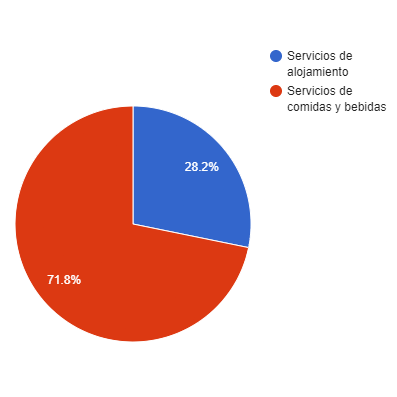 Servicios de
alojamiento
Servicios de
comidas y bebidas
28.2%
71.8%